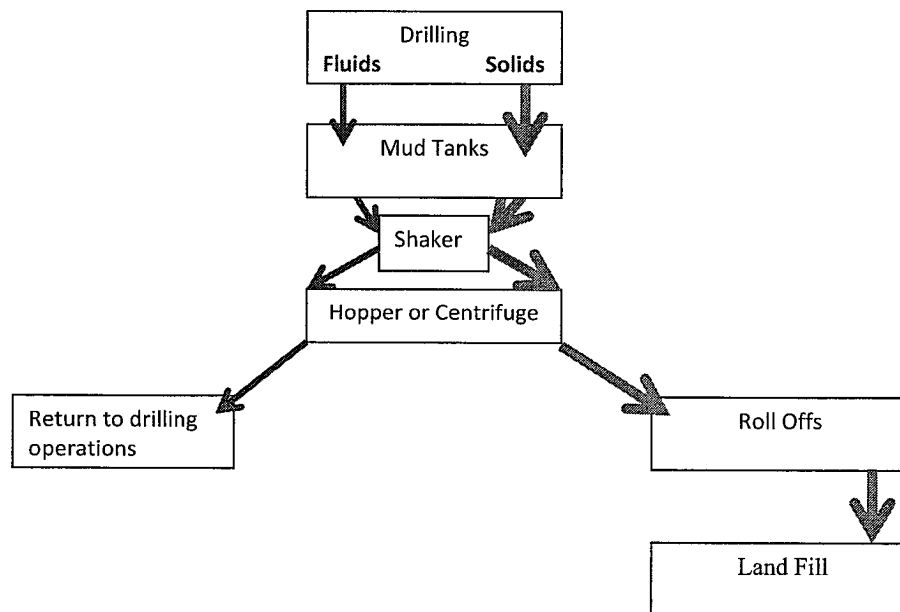 Drilling
Fluids Solids
Mud Tanks
Shaker
Hopper or Centrifuge
Return to drilling
operations
Roll Offs
Land Fill